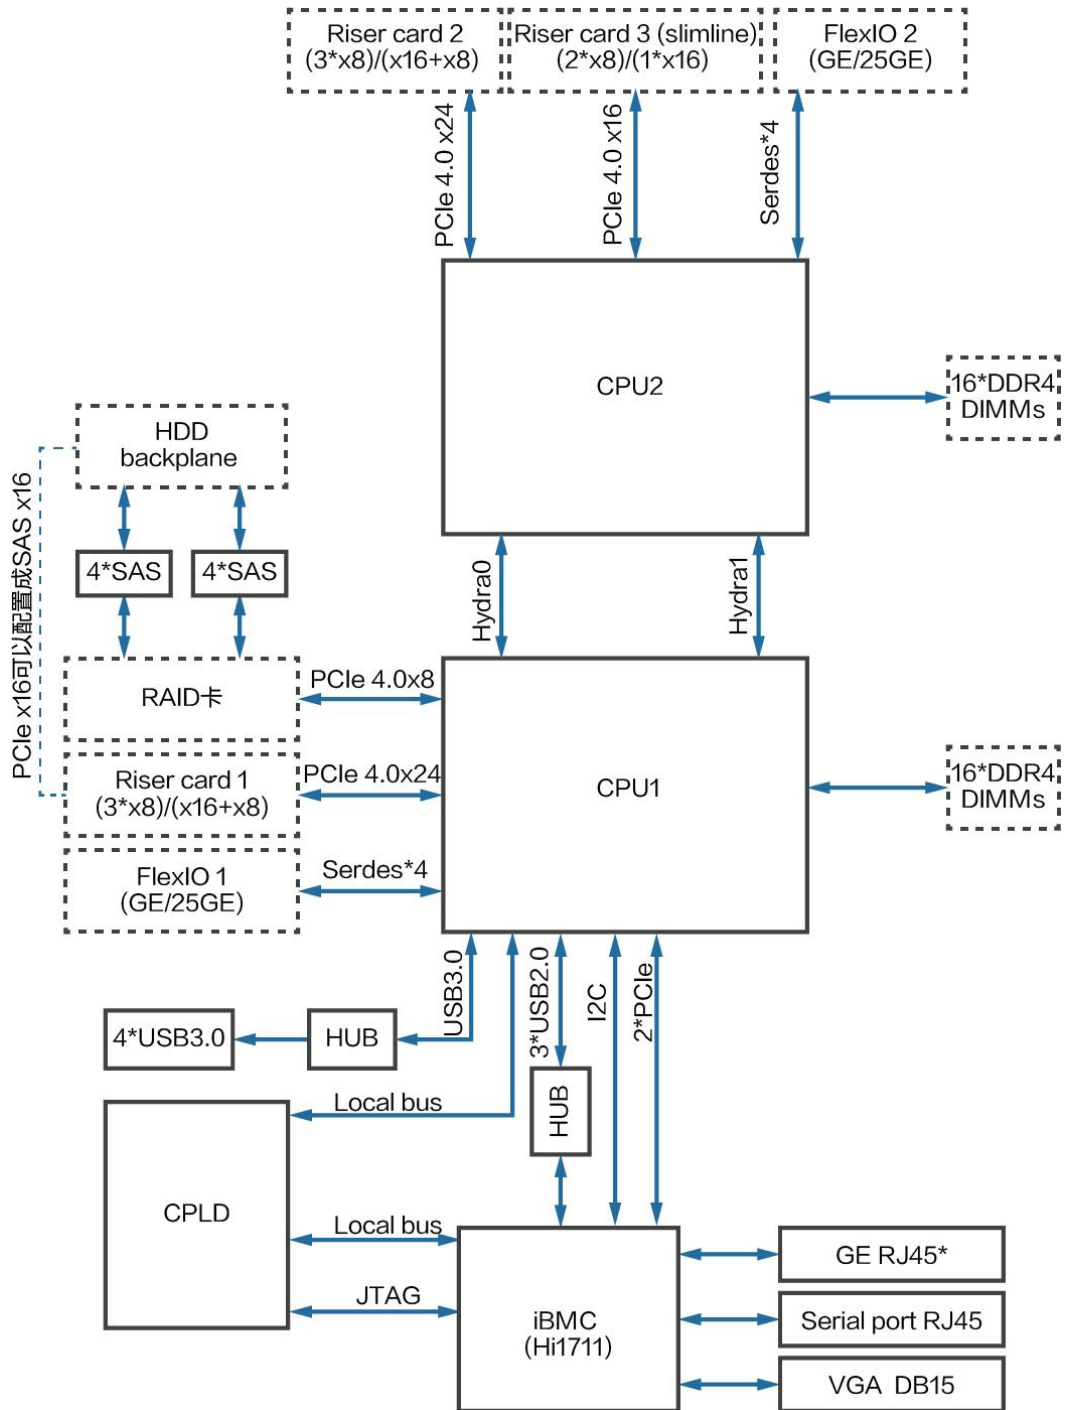 Riser card 2
(3*x8)/(x16+x8)
Riser card 3 (slimline)
(2*x8)/(1*x16)
FlexIO 2
(GE/25GE)
PCIe 4.0 x24
PCIe 4.0 x16
Serdes*4
CPU2
16*DDR4
DIMMs
HDD
backplane
PCIe x16可以配置成SAS x16
4*SAS
4*SAS
Hydra0
Hydra1
RAID卡
PCIe 4.0x8
Riser card 1
(3*x8)/(x16+x8)
PCIe 4.0x24
CPU1
16*DDR4
DIMMs
FlexIO 1
(GE/25GE)
Serdes*4
USB3.0
3*USB2.0
I2C
2*PCIe
4*USB3.0
HUB
HUB
Local bus
CPLD
Local bus
JTAG
iBMC
(Hi1711)
GE RJ45*
Serial port RJ45
VGA  DB15